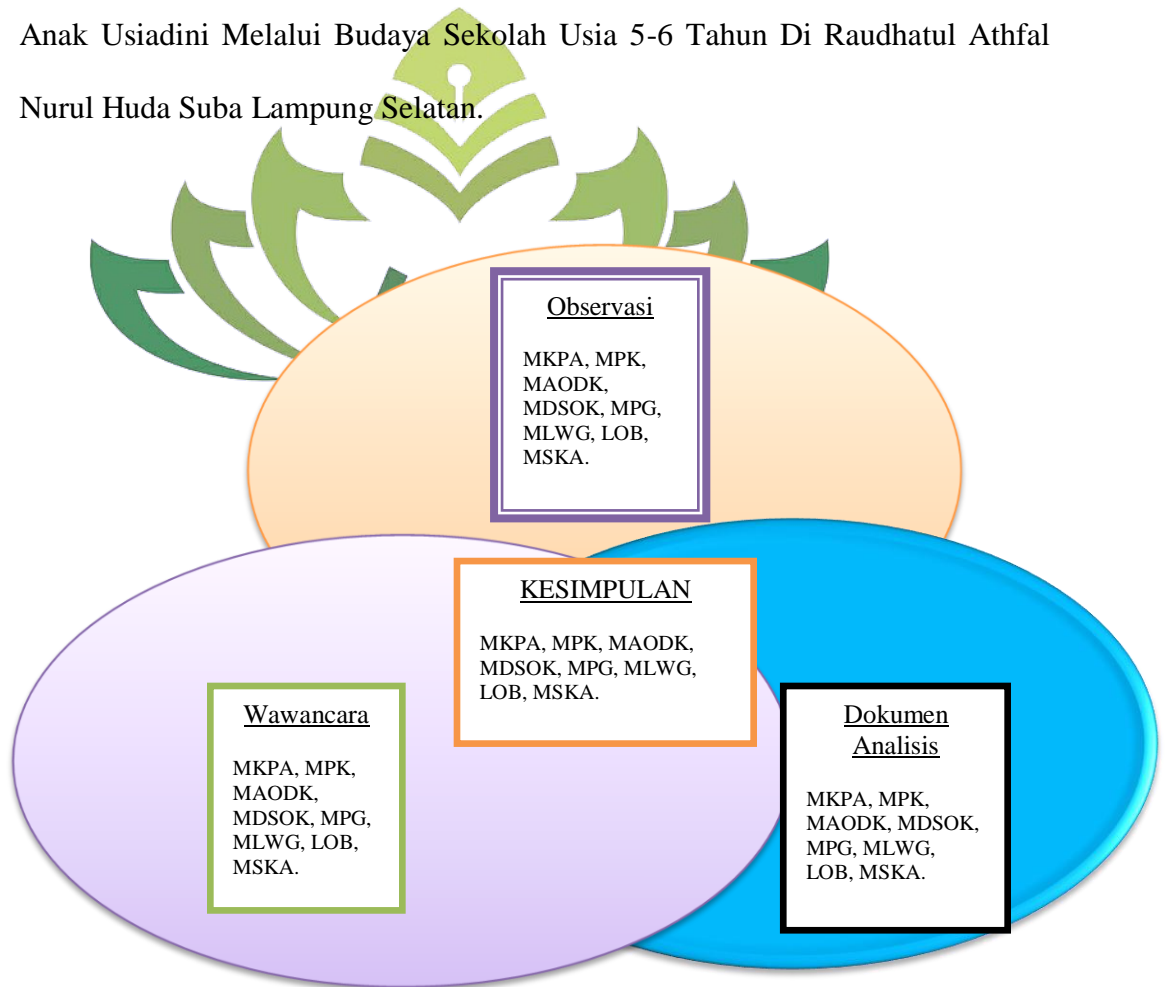 Anak Usiadini Melalui Budaya Sekolah Usia 5-6 Tahun Di Raudhatul Athfal
Nurul Huda Suba Lampung Selatan.
Observasi
MKPA, MPK,
MAODK,
MDSOK, MPG,
MLWG, LOB,
MSKA.
KESIMPULAN
MKPA, MPK, MAODK,
MDSOK, MPG, MLWG,
LOB, MSKA.
Wawancara
MKPA, MPK,
MAODK,
MDSOK, MPG,
MLWG, LOB,
MSKA.
Dokumen
Analisis
MKPA, MPK,
MAODK, MDSOK,
MPG, MLWG,
LOB, MSKA.